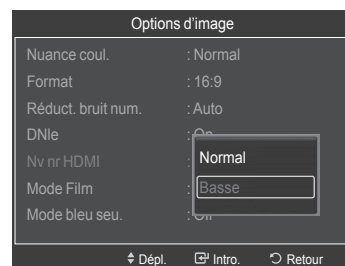 Options d'image
Nuance coul. : Normal
Format : 16:9
Réduct. bruit num. : Auto
DNIe :
Nv nr HDMI : Normal
Mode Film : Basse
Mode bleu seu. :
Dépl. Intro. Retour